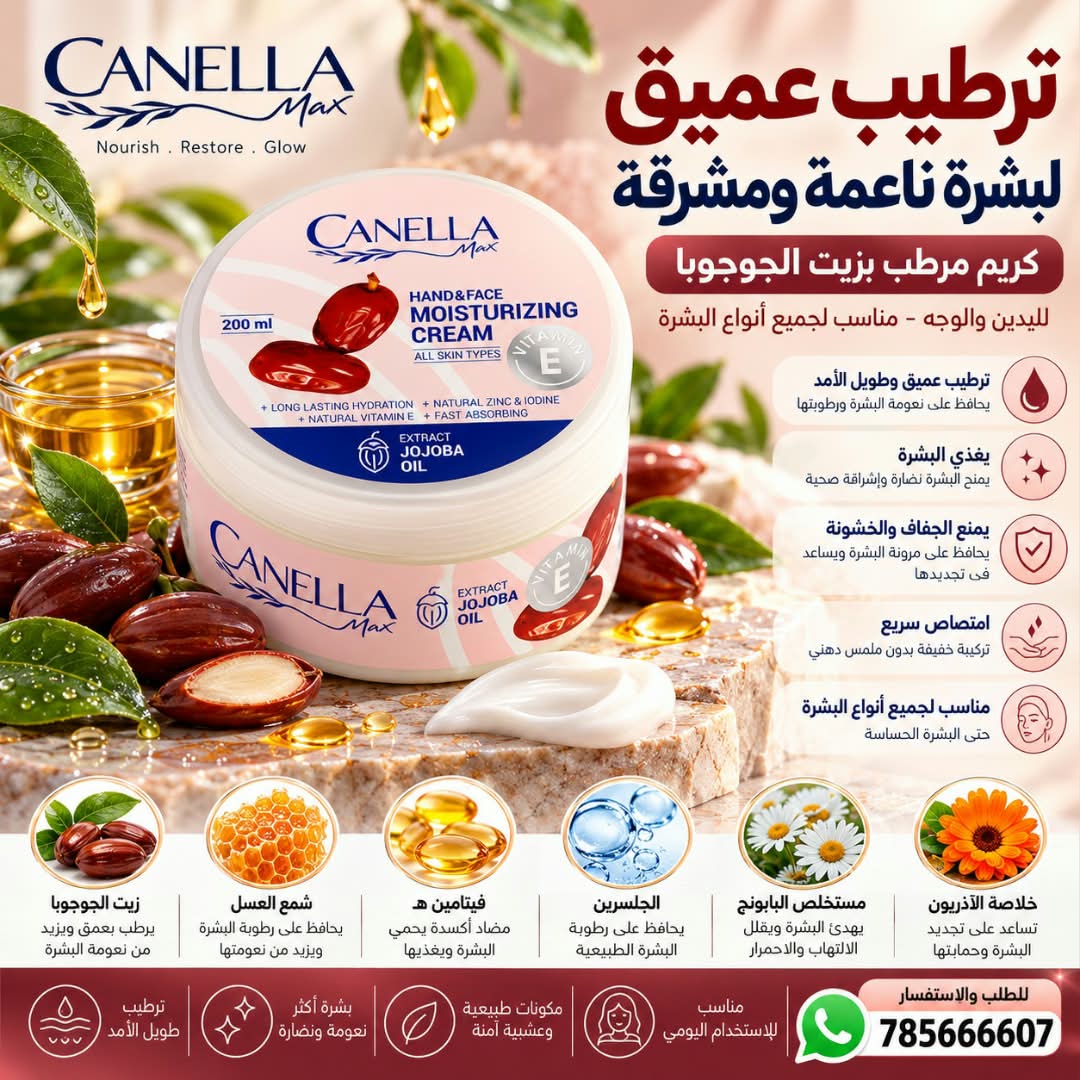 CANELLA
Max
Nourish . Restore . Glow
ترطيب عميق
لبشرة ناعمة ومشرقة
كريم مرطب بزيت الجوجوبا
لليدين والوجه - مناسب لجميع أنواع البشرة
CANELLA
Max
HAND&FACE
MOISTURIZING
CREAM
ALL SKIN TYPES
200 ml
VITAMIN
E
+ LONG LASTING HYDRATION + NATURAL ZINC & IODINE
+ NATURAL VITAMIN E + FAST ABSORBING
EXTRACT
JOJOBA
OIL
CANELLA
Max
EXTRACT
JOJOBA
OIL
VITAMIN
E
ترطيب عميق وطويل الأمد
يحافظ على نعومة البشرة ورطوبتها
يغذي البشرة
يمنح البشرة نضارة وإشراقة صحية
يمنع الجفاف والخشونة
يحافظ على مرونة البشرة ويساعد
فى تجديدها
امتصاص سريع
تركيبة خفيفة بدون ملمس دهني
مناسب لجميع أنواع البشرة
حتى البشرة الحساسة
خلاصة الآذريون
تساعد على تجديد
البشرة وحمايتها
مستخلص البابونج
يهدئ البشرة ويقلل
الالتهاب والاحمرار
الجلسرين
يحافظ على رطوبة
البشرة الطبيعية
فيتامين هـ
مضاد أكسدة يحمي
البشرة ويغذيها
شمع العسل
يحافظ على رطوبة البشرة
ويزيد من نعومتها
زيت الجوجوبا
يرطب بعمق ويزيد
من نعومة البشرة
للطلب والإستفسار
785666607
مناسب
للإستخدام اليومي
مكونات طبيعية
وعشبية آمنة
بشرة أكثر
نعومة ونضارة
ترطيب
طويل الأمد